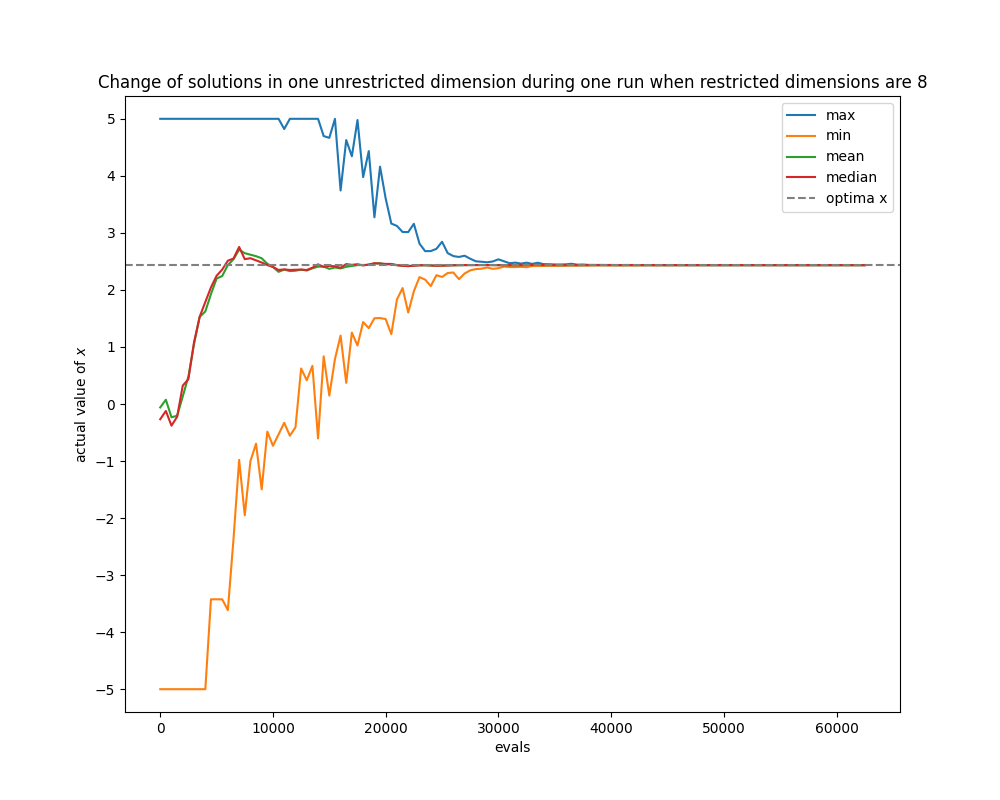 Change of solutions in one unrestricted dimension during one run when restricted dimensions are 8
max
min
mean
median
optima x
5
4
3
2
1
0
−1
−2
−3
−4
−5
actual value of x
0 10000 20000 30000 40000 50000 60000
evals